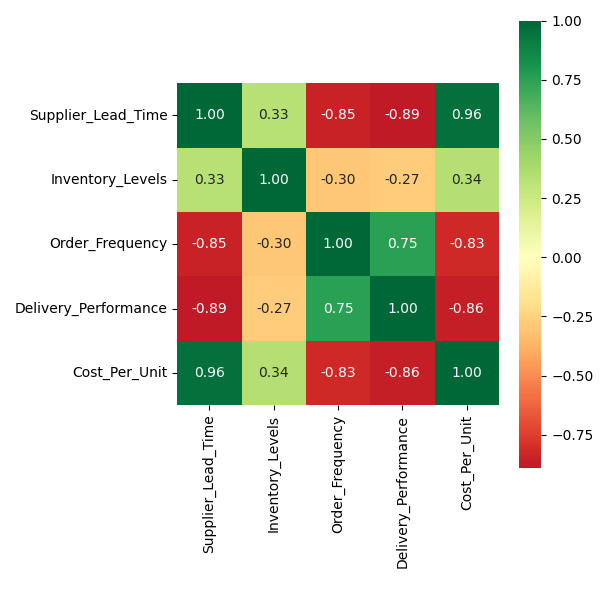 1.00
0.75
0.50
0.25
0.00
−0.25
−0.50
−0.75
Supplier_Lead_Time 1.00 0.33 -0.85 -0.89 0.96
Inventory_Levels 0.33 1.00 -0.30 -0.27 0.34
Order_Frequency -0.85 -0.30 1.00 0.75 -0.83
Delivery_Performance -0.89 -0.27 0.75 1.00 -0.86
Cost_Per_Unit 0.96 0.34 -0.83 -0.86 1.00
Supplier_Lead_Time
Inventory_Levels
Order_Frequency
Delivery_Performance
Cost_Per_Unit